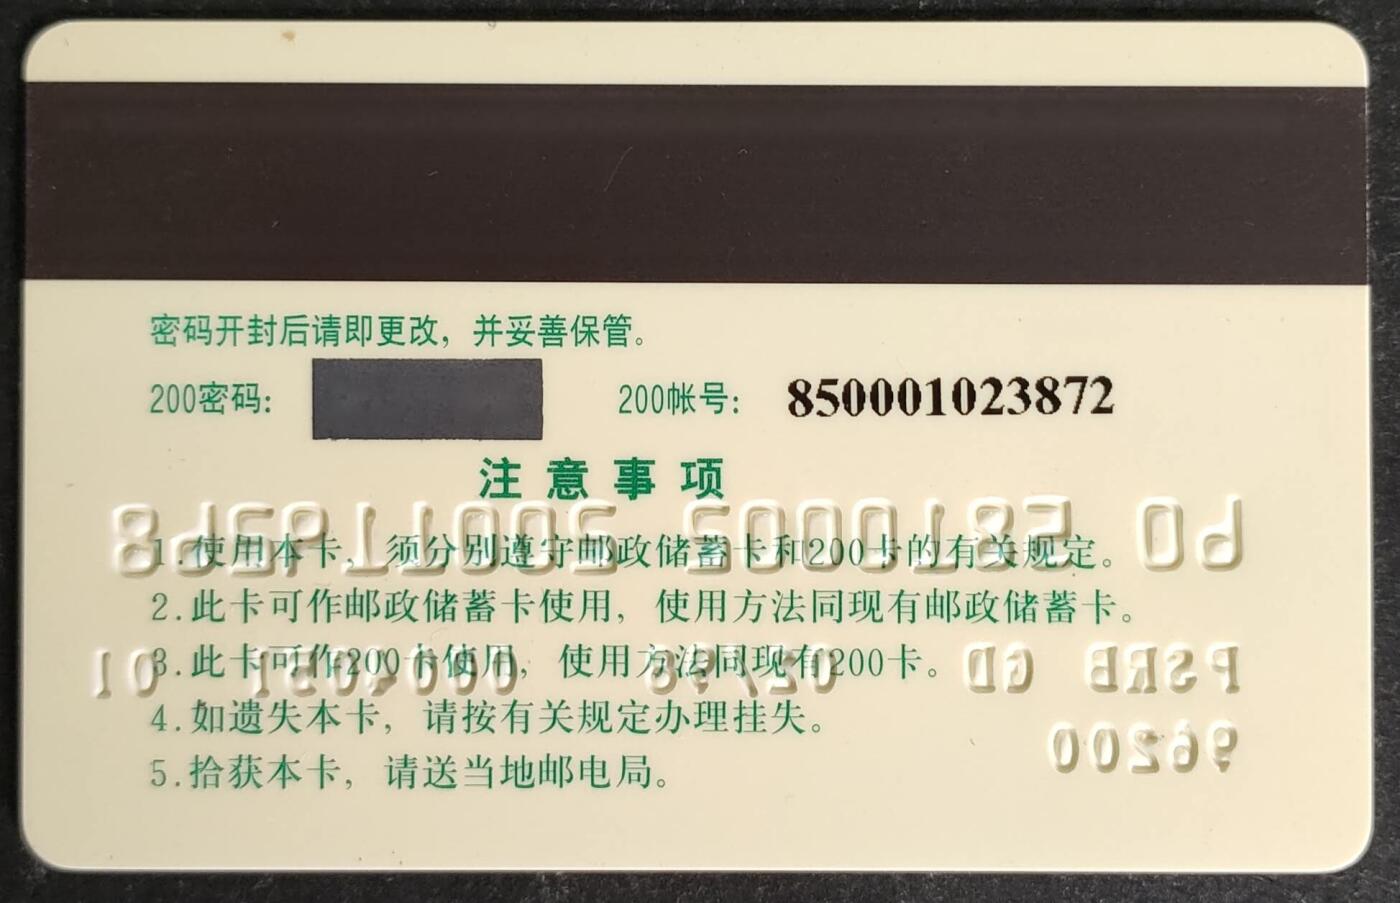 密码开封后请即更改，并妥善保管。
200密码： 200帐号： 850001023872
注意事项
1.使用本卡，须分别遵守邮政储蓄卡和200卡的有关规定。
2.此卡可作邮政储蓄卡使用，使用方法同现有邮政储蓄卡。
3.此卡可作200卡使用，使用方法同现有200卡。
4.如遗失本卡，请按有关规定办理挂失。
5.拾获本卡，请送当地邮电局。
PSRB GD
96200